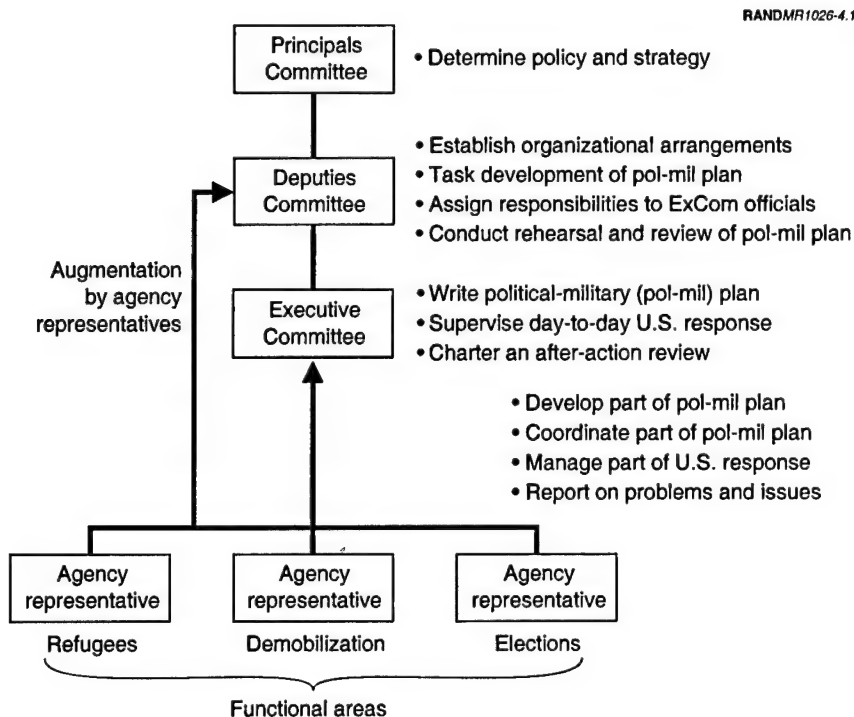 RANDMR1026-4.1
Principals
Committee
• Determine policy and strategy
Deputies
Committee
• Establish organizational arrangements
• Task development of pol-mil plan
• Assign responsibilities to ExCom officials
• Conduct rehearsal and review of pol-mil plan
Augmentation
by agency
representatives
Executive
Committee
• Write political-military (pol-mil) plan
• Supervise day-to-day U.S. response
• Charter an after-action review
• Develop part of pol-mil plan
• Coordinate part of pol-mil plan
• Manage part of U.S. response
• Report on problems and issues
Agency
representative
Refugees
Agency
representative
Demobilization
Agency
representative
Elections
Functional areas